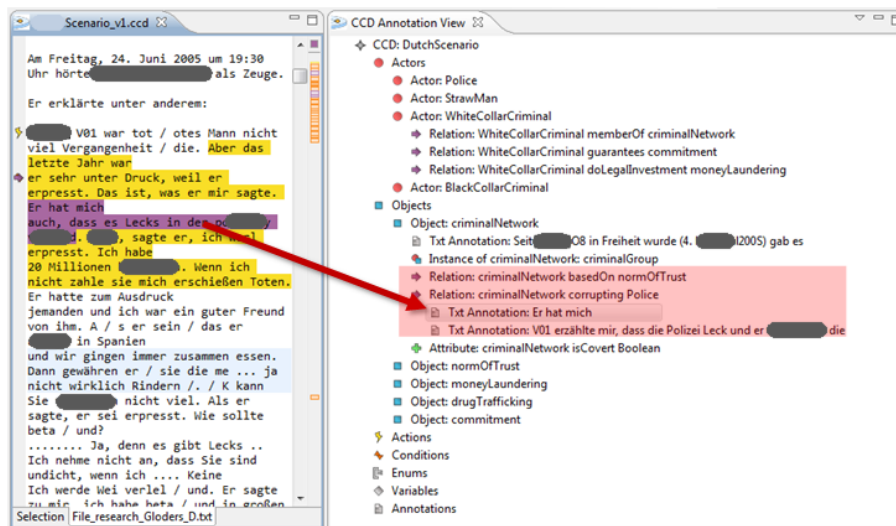 Scenario_v1.ccd
Am Freitag, 24. Juni 2005 um 19:30
Uhr hörte als Zeuge.
Er erklärte unter anderem:
V01 war tot / otes Mann nicht
viel Vergangenheit / die. Aber das
letzte Jahr war
er sehr unter Druck, weil er
erpresst. Das ist, was er mir sagte.
Er hat mich
auch, dass es Lecks in der
. , sagte er, ich
erpresst. Ich habe
20 Millionen . Wenn ich
nicht zahle sie mich erschießen Toten.
Er hatte zum Ausdruck
jemanden und ich war ein guter Freund
von ihm. A / s er sein / das er
in Spanien
und wir gingen immer zusammen essen.
Dann gewähren er / sie die me ... ja
nicht wirklich Rindern /. / K kann
Sie nicht viel. Als er
sagte, er sei erpresst. Wie sollte
beta / und?
........ Ja, denn es gibt Lecks ..
Ich nehme nicht an, dass Sie sind
undicht, wenn ich .... Keine
Ich werde Wei verlel / und. Er sagte
zu mir, ich habe beta / und in großen
Selection File_research_Gloders_D.txt
CCD Annotation View
CCD: DutchScenario
Actors
Actor: Police
Actor: StrawMan
Actor: WhiteCollarCriminal
Relation: WhiteCollarCriminal memberOf criminalNetwork
Relation: WhiteCollarCriminal guarantees commitment
Relation: WhiteCollarCriminal doLegalInvestment moneyLaundering
Actor: BlackCollarCriminal
Objects
Object: criminalNetwork
Txt Annotation: Seit O8 in Freiheit wurde (4. l200S) gab es
Instance of criminalNetwork: criminalGroup
Relation: criminalNetwork basedOn normOfTrust
Relation: criminalNetwork corrupting Police
Txt Annotation: Er hat mich
Txt Annotation: V01 erzählte mir, dass die Polizei Leck und er die
Attribute: criminalNetwork isCovert Boolean
Object: normOfTrust
Object: moneyLaundering
Object: drugTrafficking
Object: commitment
Actions
Conditions
Enums
Variables
Annotations